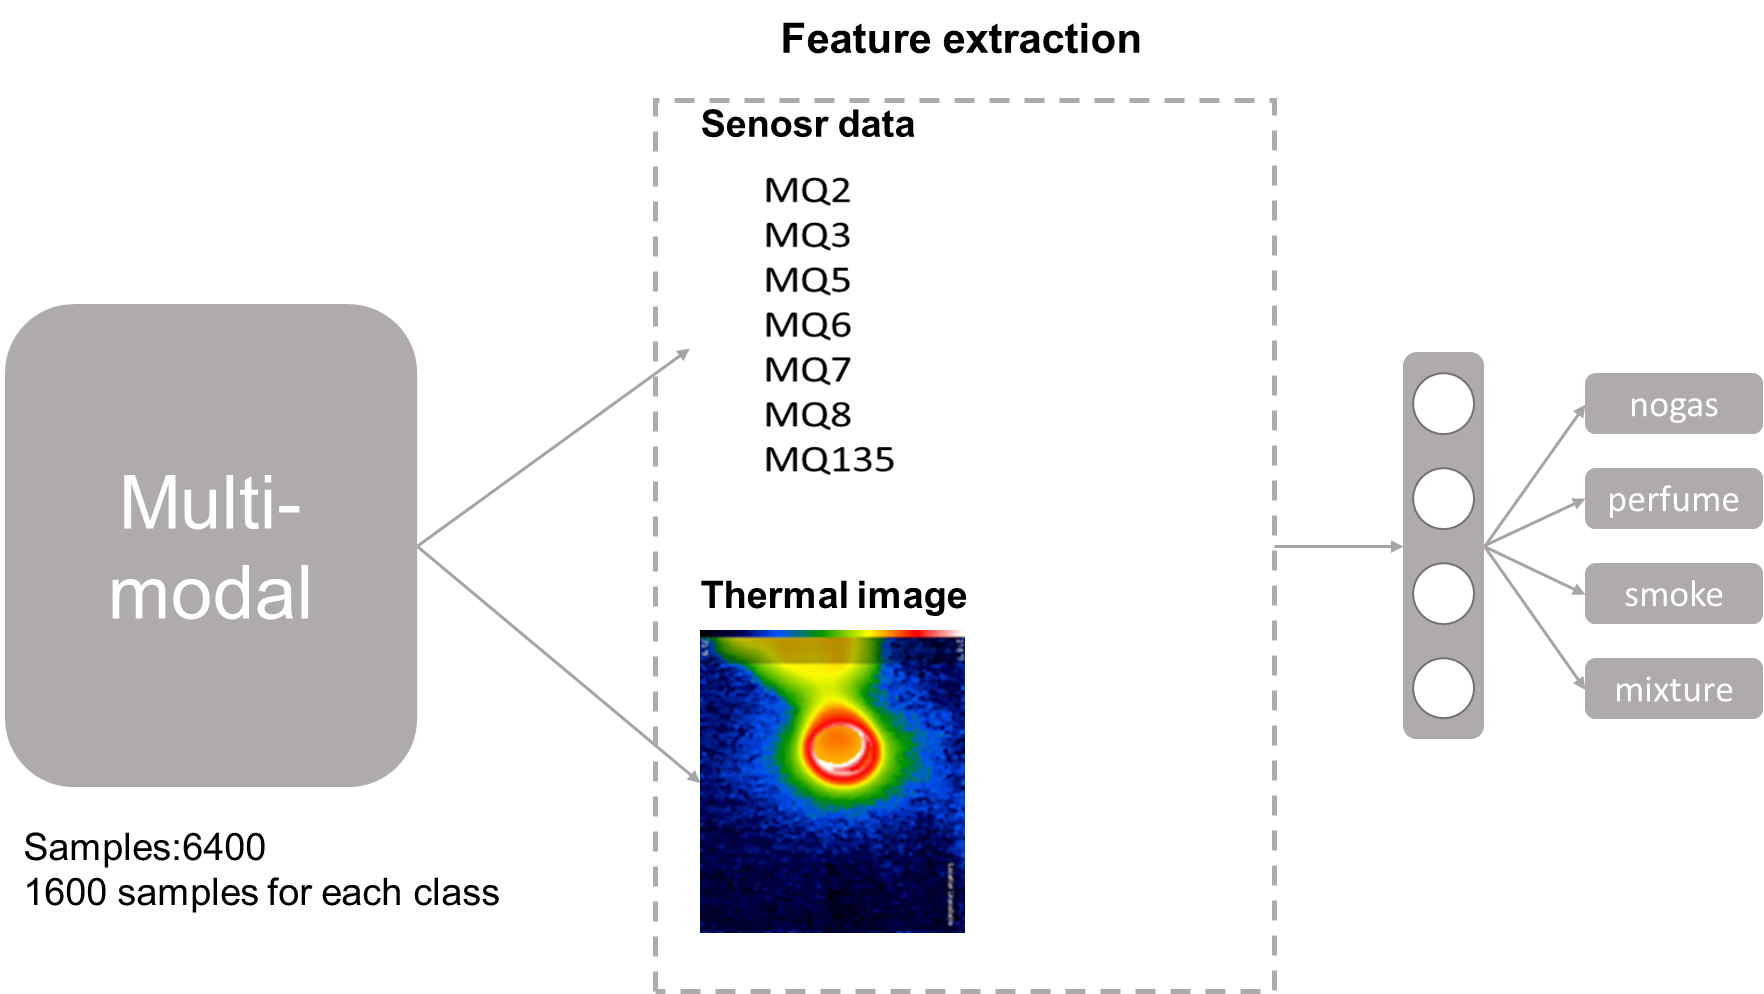 Feature extraction
Senosr data
MQ2
MQ3
MQ5
MQ6
MQ7
MQ8
MQ135
Multi-
modal
Thermal image
nogas
perfume
smoke
mixture
Samples:6400
1600 samples for each class